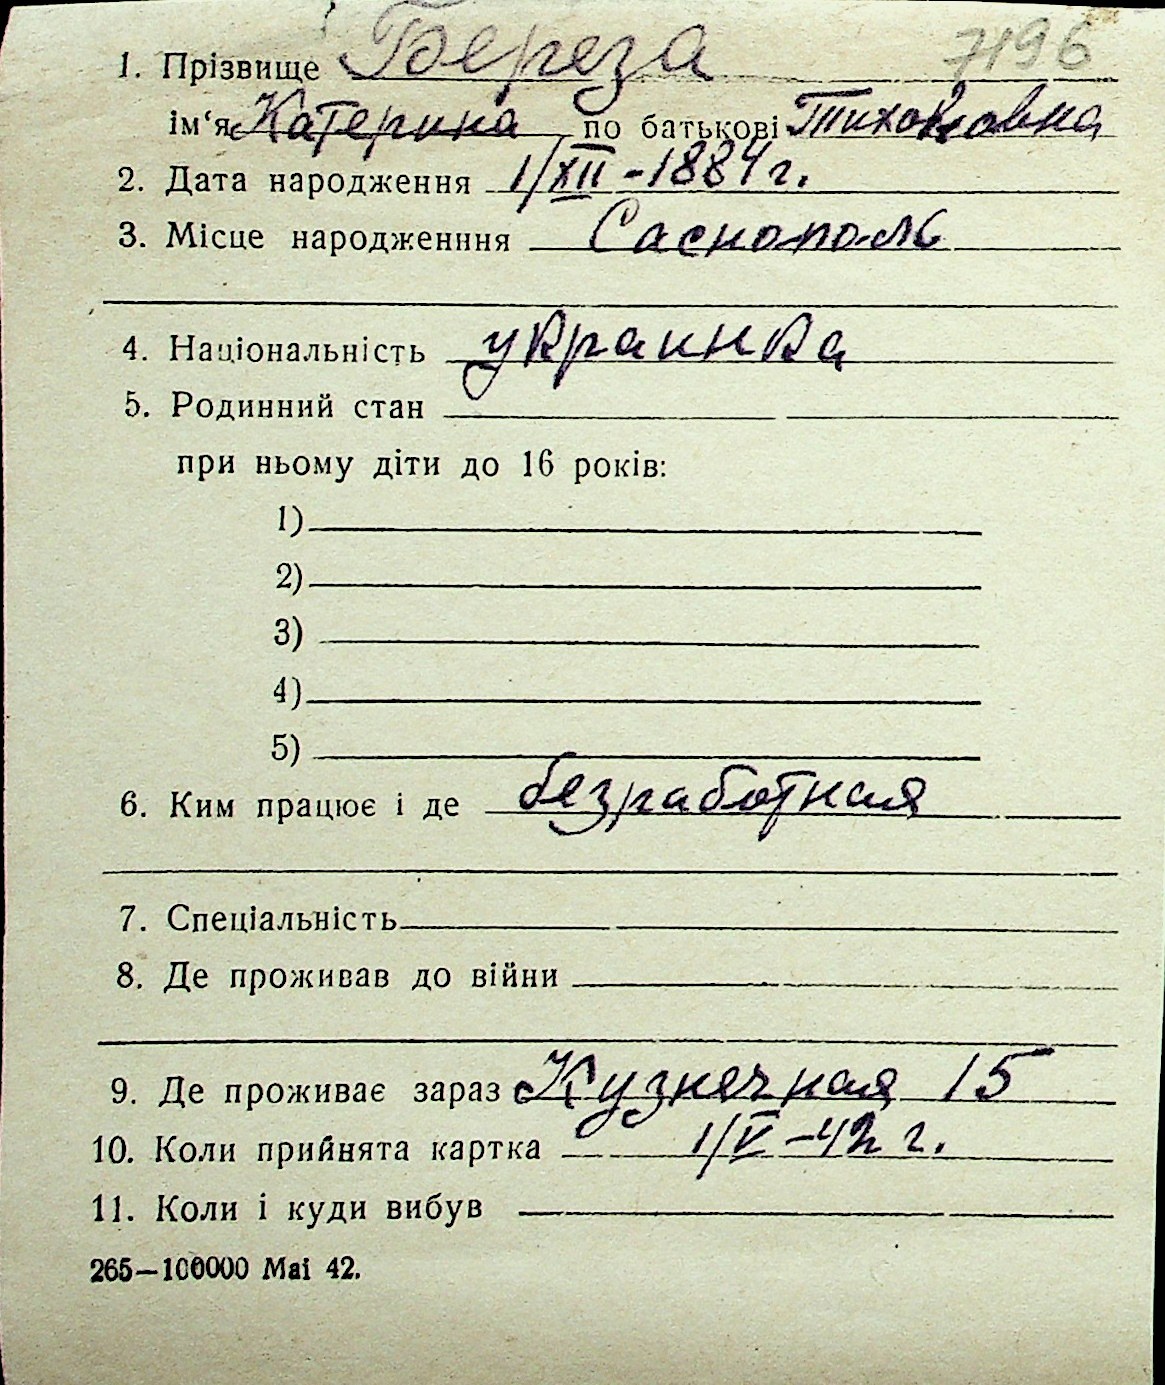 1. Прізвище Береза 7196
ім'я Катерина по батькові Тихоновна
2. Дата народження 1/XII - 1884 г.
3. Місце народженння Саснополь
4. Національність украинка
5. Родинний стан
при ньому діти до 16 років:
1)
2)
3)
4)
5)
6. Ким працює і де безработная
7. Спеціальність
8. Де проживав до війни
9. Де проживає зараз Кузнечная 15
10. Коли прийнята картка 1/V - 42 г.
11. Коли і куди вибув
265—100000 Mai 42.